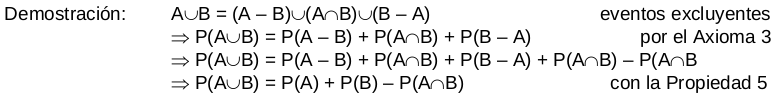 Demostración: A∪B = (A – B)∪(A∩B)∪(B – A) eventos excluyentes
⇒ P(A∪B) = P(A – B) + P(A∩B) + P(B – A) por el Axioma 3
⇒ P(A∪B) = P(A – B) + P(A∩B) + P(B – A) + P(A∩B) – P(A∩B
⇒ P(A∪B) = P(A) + P(B) – P(A∩B) con la Propiedad 5